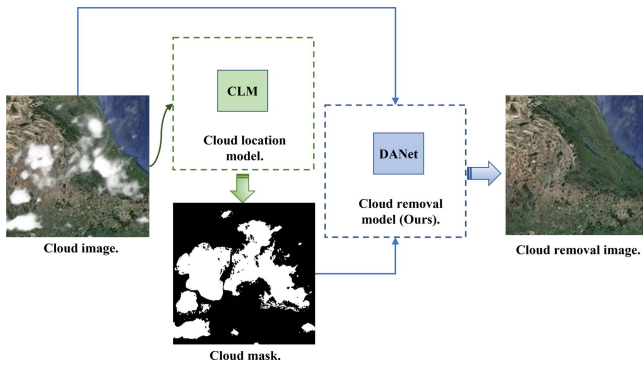 CLM
Cloud location
model.
DANet
Cloud removal
model (Ours).
Cloud image.
Cloud removal image.
Cloud mask.